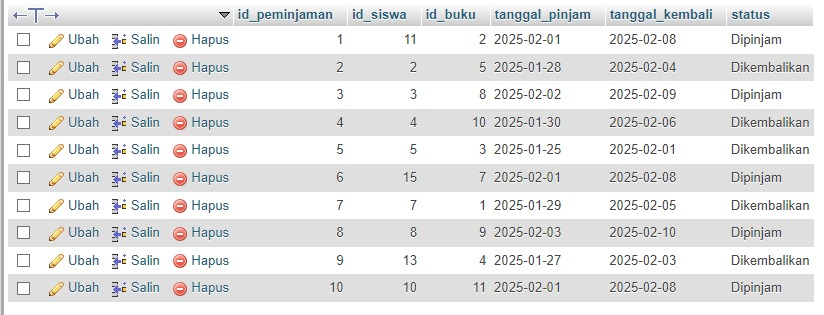 id_peminjaman id_siswa id_buku tanggal_pinjam tanggal_kembali status
Ubah Salin Hapus 1 11 2 2025-02-01 2025-02-08 Dipinjam
Ubah Salin Hapus 2 2 5 2025-01-28 2025-02-04 Dikembalikan
Ubah Salin Hapus 3 3 8 2025-02-02 2025-02-09 Dipinjam
Ubah Salin Hapus 4 4 10 2025-01-30 2025-02-06 Dikembalikan
Ubah Salin Hapus 5 5 3 2025-01-25 2025-02-01 Dikembalikan
Ubah Salin Hapus 6 15 7 2025-02-01 2025-02-08 Dipinjam
Ubah Salin Hapus 7 7 1 2025-01-29 2025-02-05 Dikembalikan
Ubah Salin Hapus 8 8 9 2025-02-03 2025-02-10 Dipinjam
Ubah Salin Hapus 9 13 4 2025-01-27 2025-02-03 Dikembalikan
Ubah Salin Hapus 10 10 11 2025-02-01 2025-02-08 Dipinjam